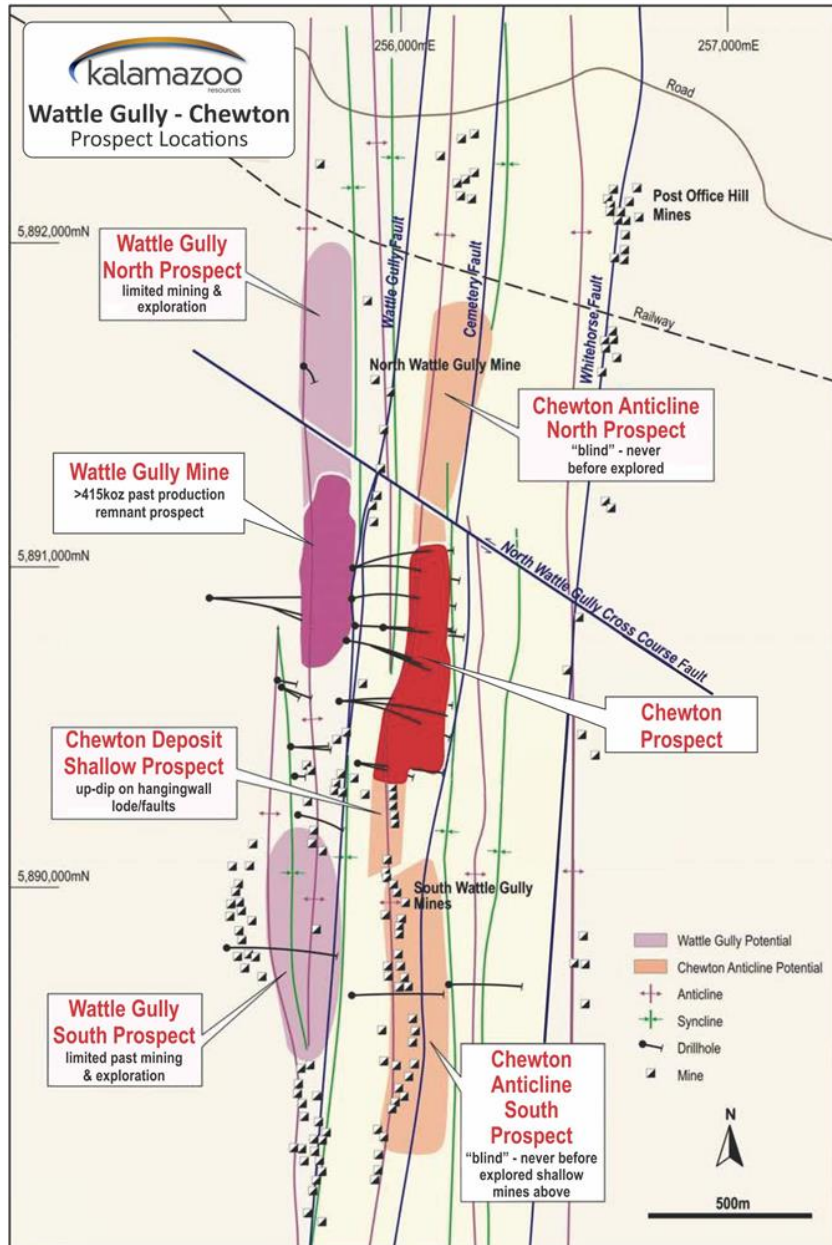 kalamazoo
resources
Wattle Gully - Chewton
Prospect Locations
256,000mE
257,000mE
Road
Post Office Hill
Mines
5,892,000mN
Wattle Gully
North Prospect
limited mining &
exploration
Wattle Gully Fault
Cemetery Fault
Whitehorse Fault
Railway
North Wattle Gully Mine
Chewton Anticline
North Prospect
“blind” - never
before explored
Wattle Gully Mine
>415koz past production
remnant prospect
5,891,000mN
North Wattle Gully Cross Course Fault
Chewton
Prospect
Chewton Deposit
Shallow Prospect
up-dip on hangingwall
lode/faults
5,890,000mN
South Wattle Gully
Mines
Wattle Gully
South Prospect
limited past mining
& exploration
Chewton
Anticline
South
Prospect
“blind” - never before
explored shallow
mines above
Wattle Gully Potential
Chewton Anticline Potential
Anticline
Syncline
Drillhole
Mine
N
500m